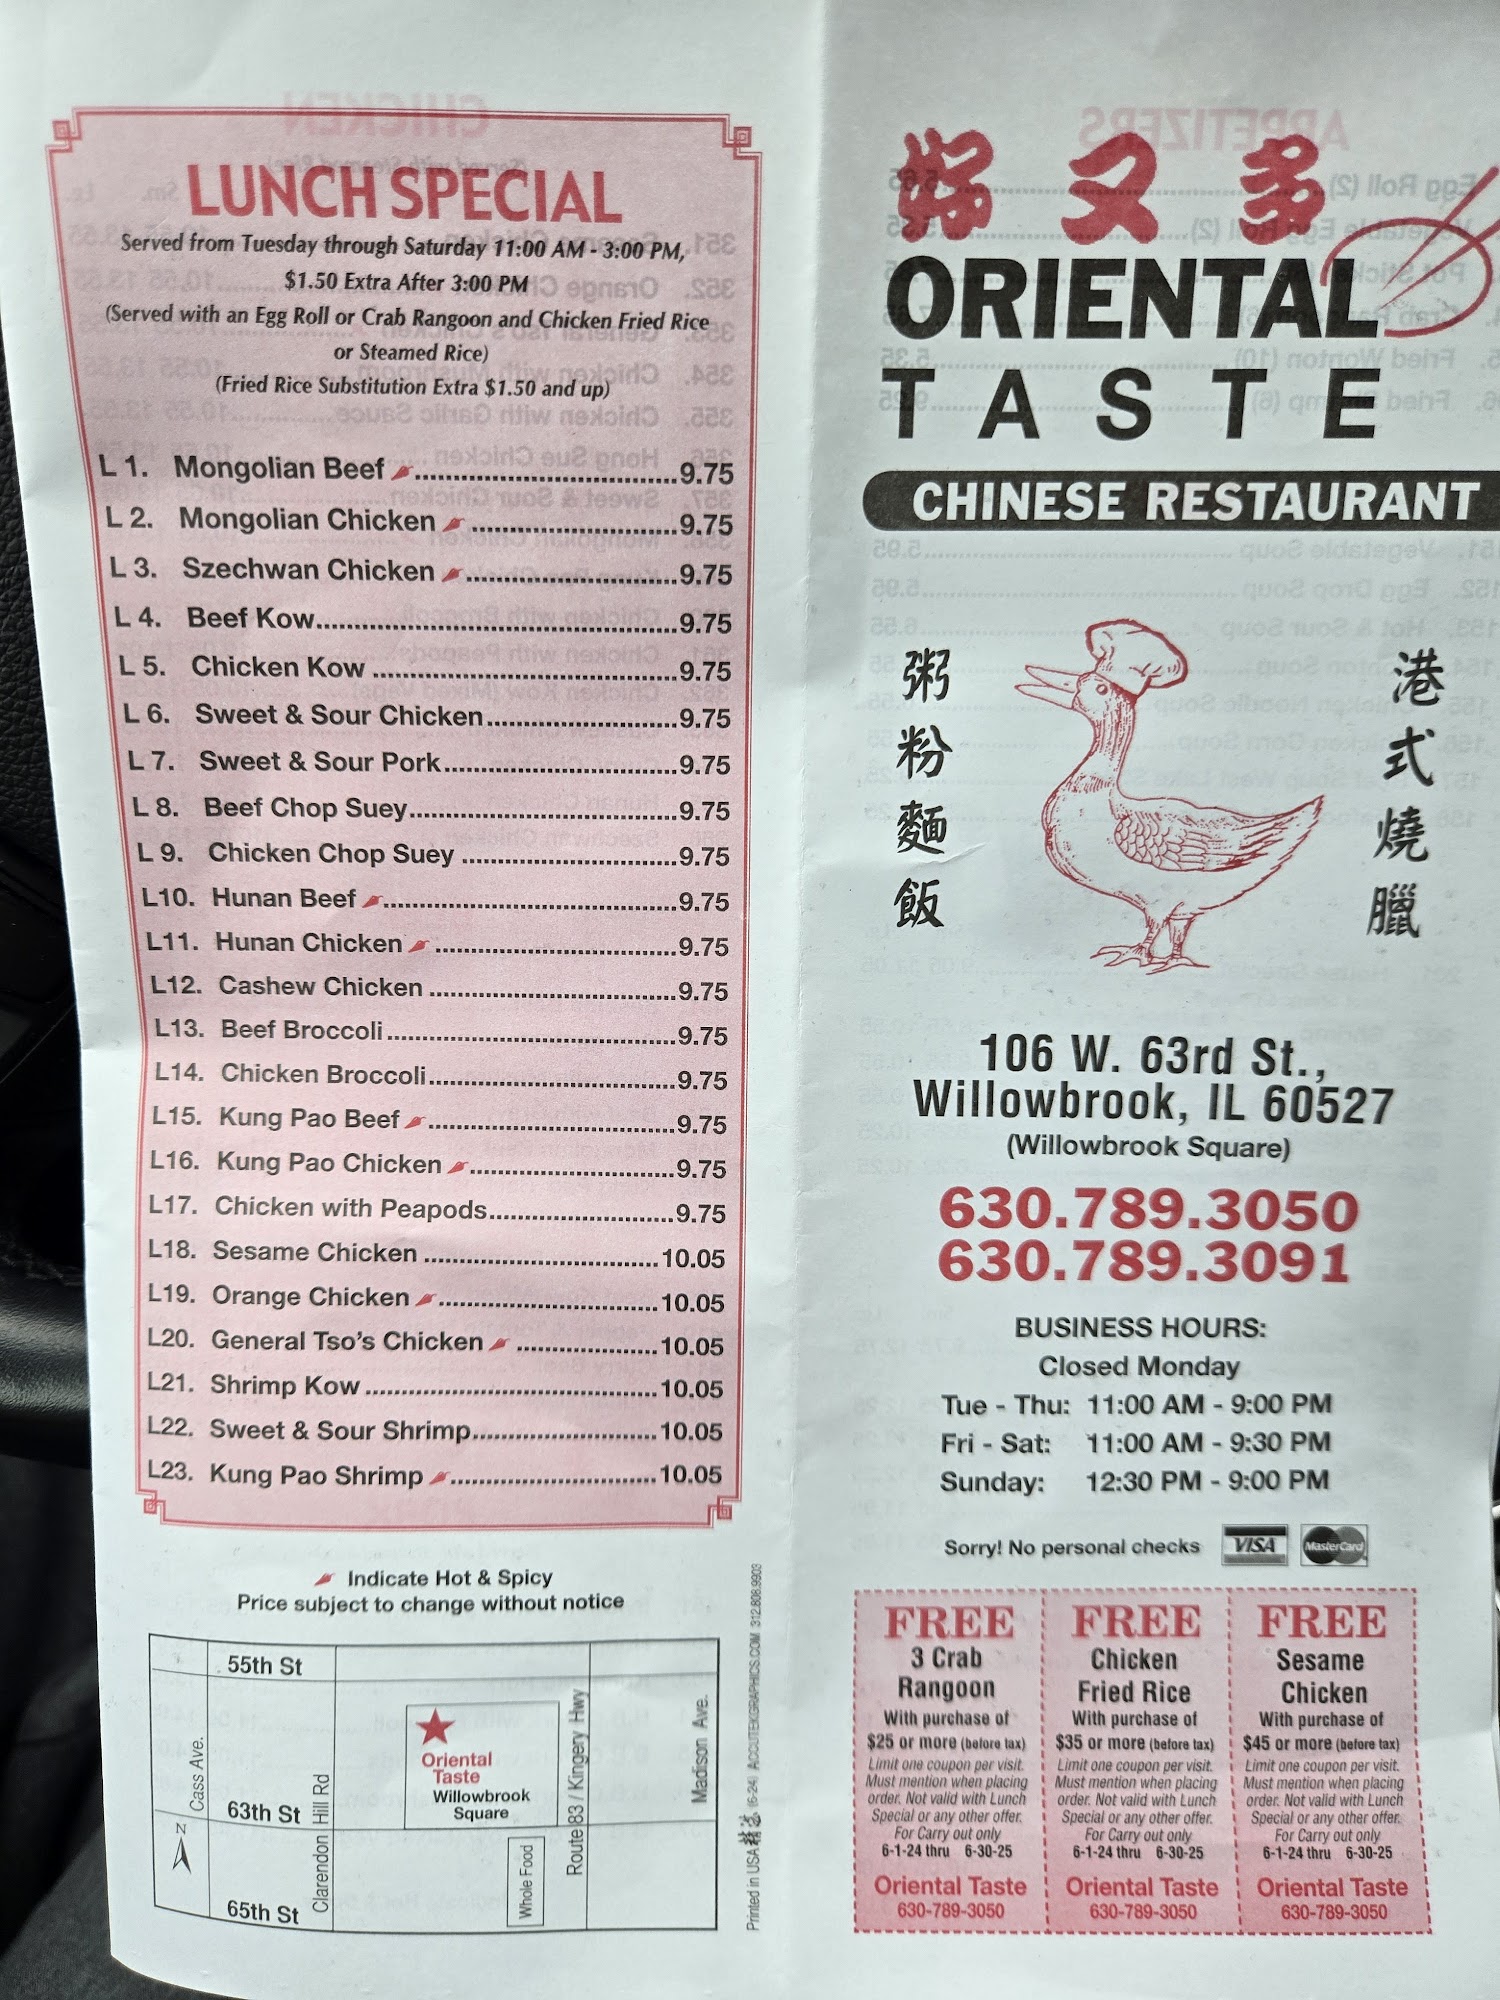 LUNCH SPECIAL
Served from Tuesday through Saturday 11:00 AM - 3:00 PM,
$1.50 Extra After 3:00 PM
(Served with an Egg Roll or Crab Rangoon and Chicken Fried Rice
or Steamed Rice)
(Fried Rice Substitution Extra $1.50 and up)
L 1. Mongolian Beef 9.75
L 2. Mongolian Chicken 9.75
L 3. Szechwan Chicken 9.75
L 4. Beef Kow 9.75
L 5. Chicken Kow 9.75
L 6. Sweet & Sour Chicken 9.75
L 7. Sweet & Sour Pork 9.75
L 8. Beef Chop Suey 9.75
L 9. Chicken Chop Suey 9.75
L10. Hunan Beef 9.75
L11. Hunan Chicken 9.75
L12. Cashew Chicken 9.75
L13. Beef Broccoli 9.75
L14. Chicken Broccoli 9.75
L15. Kung Pao Beef 9.75
L16. Kung Pao Chicken 9.75
L17. Chicken with Peapods 9.75
L18. Sesame Chicken 10.05
L19. Orange Chicken 10.05
L20. General Tso's Chicken 10.05
L21. Shrimp Kow 10.05
L22. Sweet & Sour Shrimp 10.05
L23. Kung Pao Shrimp 10.05
Indicate Hot & Spicy
Price subject to change without notice
55th St
63th St
65th St
Cass Ave.
N
Clarendon Hill Rd
Oriental
Taste
Willowbrook
Square
Whole Food
Route 83 / Kingery Hwy
Madison Ave.
Printed in USA (6-24) ACCUTEKGRAPHICS.COM 312.808.9903
好又多
ORIENTAL
TASTE
CHINESE RESTAURANT
港式燒臘
粥粉麵飯
106 W. 63rd St.,
Willowbrook, IL 60527
(Willowbrook Square)
630.789.3050
630.789.3091
BUSINESS HOURS:
Closed Monday
Tue - Thu: 11:00 AM - 9:00 PM
Fri - Sat: 11:00 AM - 9:30 PM
Sunday: 12:30 PM - 9:00 PM
Sorry! No personal checks VISA MasterCard
FREE
3 Crab
Rangoon
With purchase of
$25 or more (before tax)
Limit one coupon per visit.
Must mention when placing
order. Not valid with Lunch
Special or any other offer.
For Carry out only
6-1-24 thru 6-30-25
Oriental Taste
630-789-3050
FREE
Chicken
Fried Rice
With purchase of
$35 or more (before tax)
Limit one coupon per visit.
Must mention when placing
order. Not valid with Lunch
Special or any other offer.
For Carry out only
6-1-24 thru 6-30-25
Oriental Taste
630-789-3050
FREE
Sesame
Chicken
With purchase of
$45 or more (before tax)
Limit one coupon per visit.
Must mention when placing
order. Not valid with Lunch
Special or any other offer.
For Carry out only
6-1-24 thru 6-30-25
Oriental Taste
630-789-3050